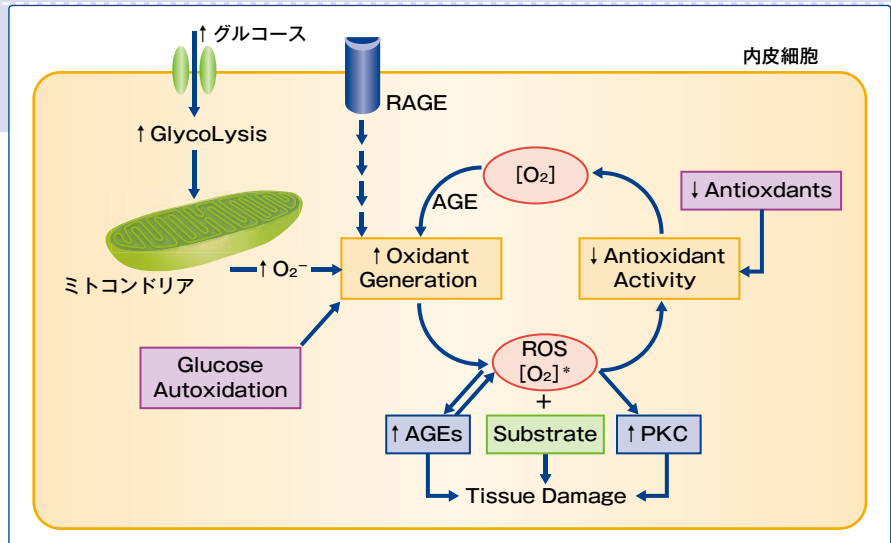 ↑ グルコース
内皮細胞
RAGE
↑ GlycoLysis
[O₂]
AGE
↓ Antioxdants
↑ Oxidant
Generation
↓ Antioxidant
Activity
↑ O₂⁻
ミトコンドリア
Glucose
Autoxidation
ROS
[O₂]*
+
↑ AGEs
Substrate
↑ PKC
Tissue Damage